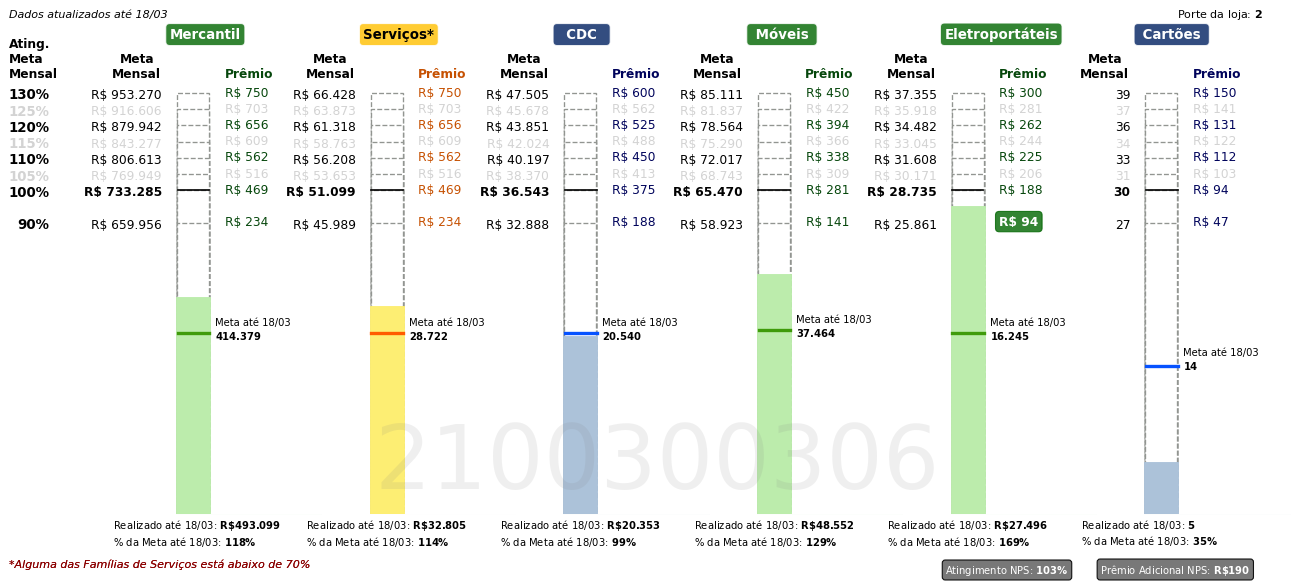 Dados atualizados até 18/03
Porte da loja: 2
Mercantil Serviços* CDC Móveis Eletroportáteis Cartões
Ating.
Meta Meta Meta Meta Meta Meta Meta
Mensal Mensal Prêmio Mensal Prêmio Mensal Prêmio Mensal Prêmio Mensal Prêmio Mensal Prêmio
130% R$ 953.270 R$ 750 R$ 66.428 R$ 750 R$ 47.505 R$ 600 R$ 85.111 R$ 450 R$ 37.355 R$ 300 39 R$ 150
125% R$ 916.606 R$ 703 R$ 63.873 R$ 703 R$ 45.678 R$ 562 R$ 81.837 R$ 422 R$ 35.918 R$ 281 37 R$ 141
120% R$ 879.942 R$ 656 R$ 61.318 R$ 656 R$ 43.851 R$ 525 R$ 78.564 R$ 394 R$ 34.482 R$ 262 36 R$ 131
115% R$ 843.277 R$ 609 R$ 58.763 R$ 609 R$ 42.024 R$ 488 R$ 75.290 R$ 366 R$ 33.045 R$ 244 34 R$ 122
110% R$ 806.613 R$ 562 R$ 56.208 R$ 562 R$ 40.197 R$ 450 R$ 72.017 R$ 338 R$ 31.608 R$ 225 33 R$ 112
105% R$ 769.949 R$ 516 R$ 53.653 R$ 516 R$ 38.370 R$ 413 R$ 68.743 R$ 309 R$ 30.171 R$ 206 31 R$ 103
100% R$ 733.285 R$ 469 R$ 51.099 R$ 469 R$ 36.543 R$ 375 R$ 65.470 R$ 281 R$ 28.735 R$ 188 30 R$ 94
90% R$ 659.956 R$ 234 R$ 45.989 R$ 234 R$ 32.888 R$ 188 R$ 58.923 R$ 141 R$ 25.861 R$ 94 27 R$ 47
Meta até 18/03 Meta até 18/03 Meta até 18/03 Meta até 18/03 Meta até 18/03
414.379 28.722 20.540 37.464 16.245
Meta até 18/03
14
2100300306
Realizado até 18/03: R$493.099 Realizado até 18/03: R$32.805 Realizado até 18/03: R$20.353 Realizado até 18/03: R$48.552 Realizado até 18/03: R$27.496 Realizado até 18/03: 5
% da Meta até 18/03: 118% % da Meta até 18/03: 114% % da Meta até 18/03: 99% % da Meta até 18/03: 129% % da Meta até 18/03: 169% % da Meta até 18/03: 35%
*Alguma das Famílias de Serviços está abaixo de 70%
Atingimento NPS: 103% Prêmio Adicional NPS: R$190